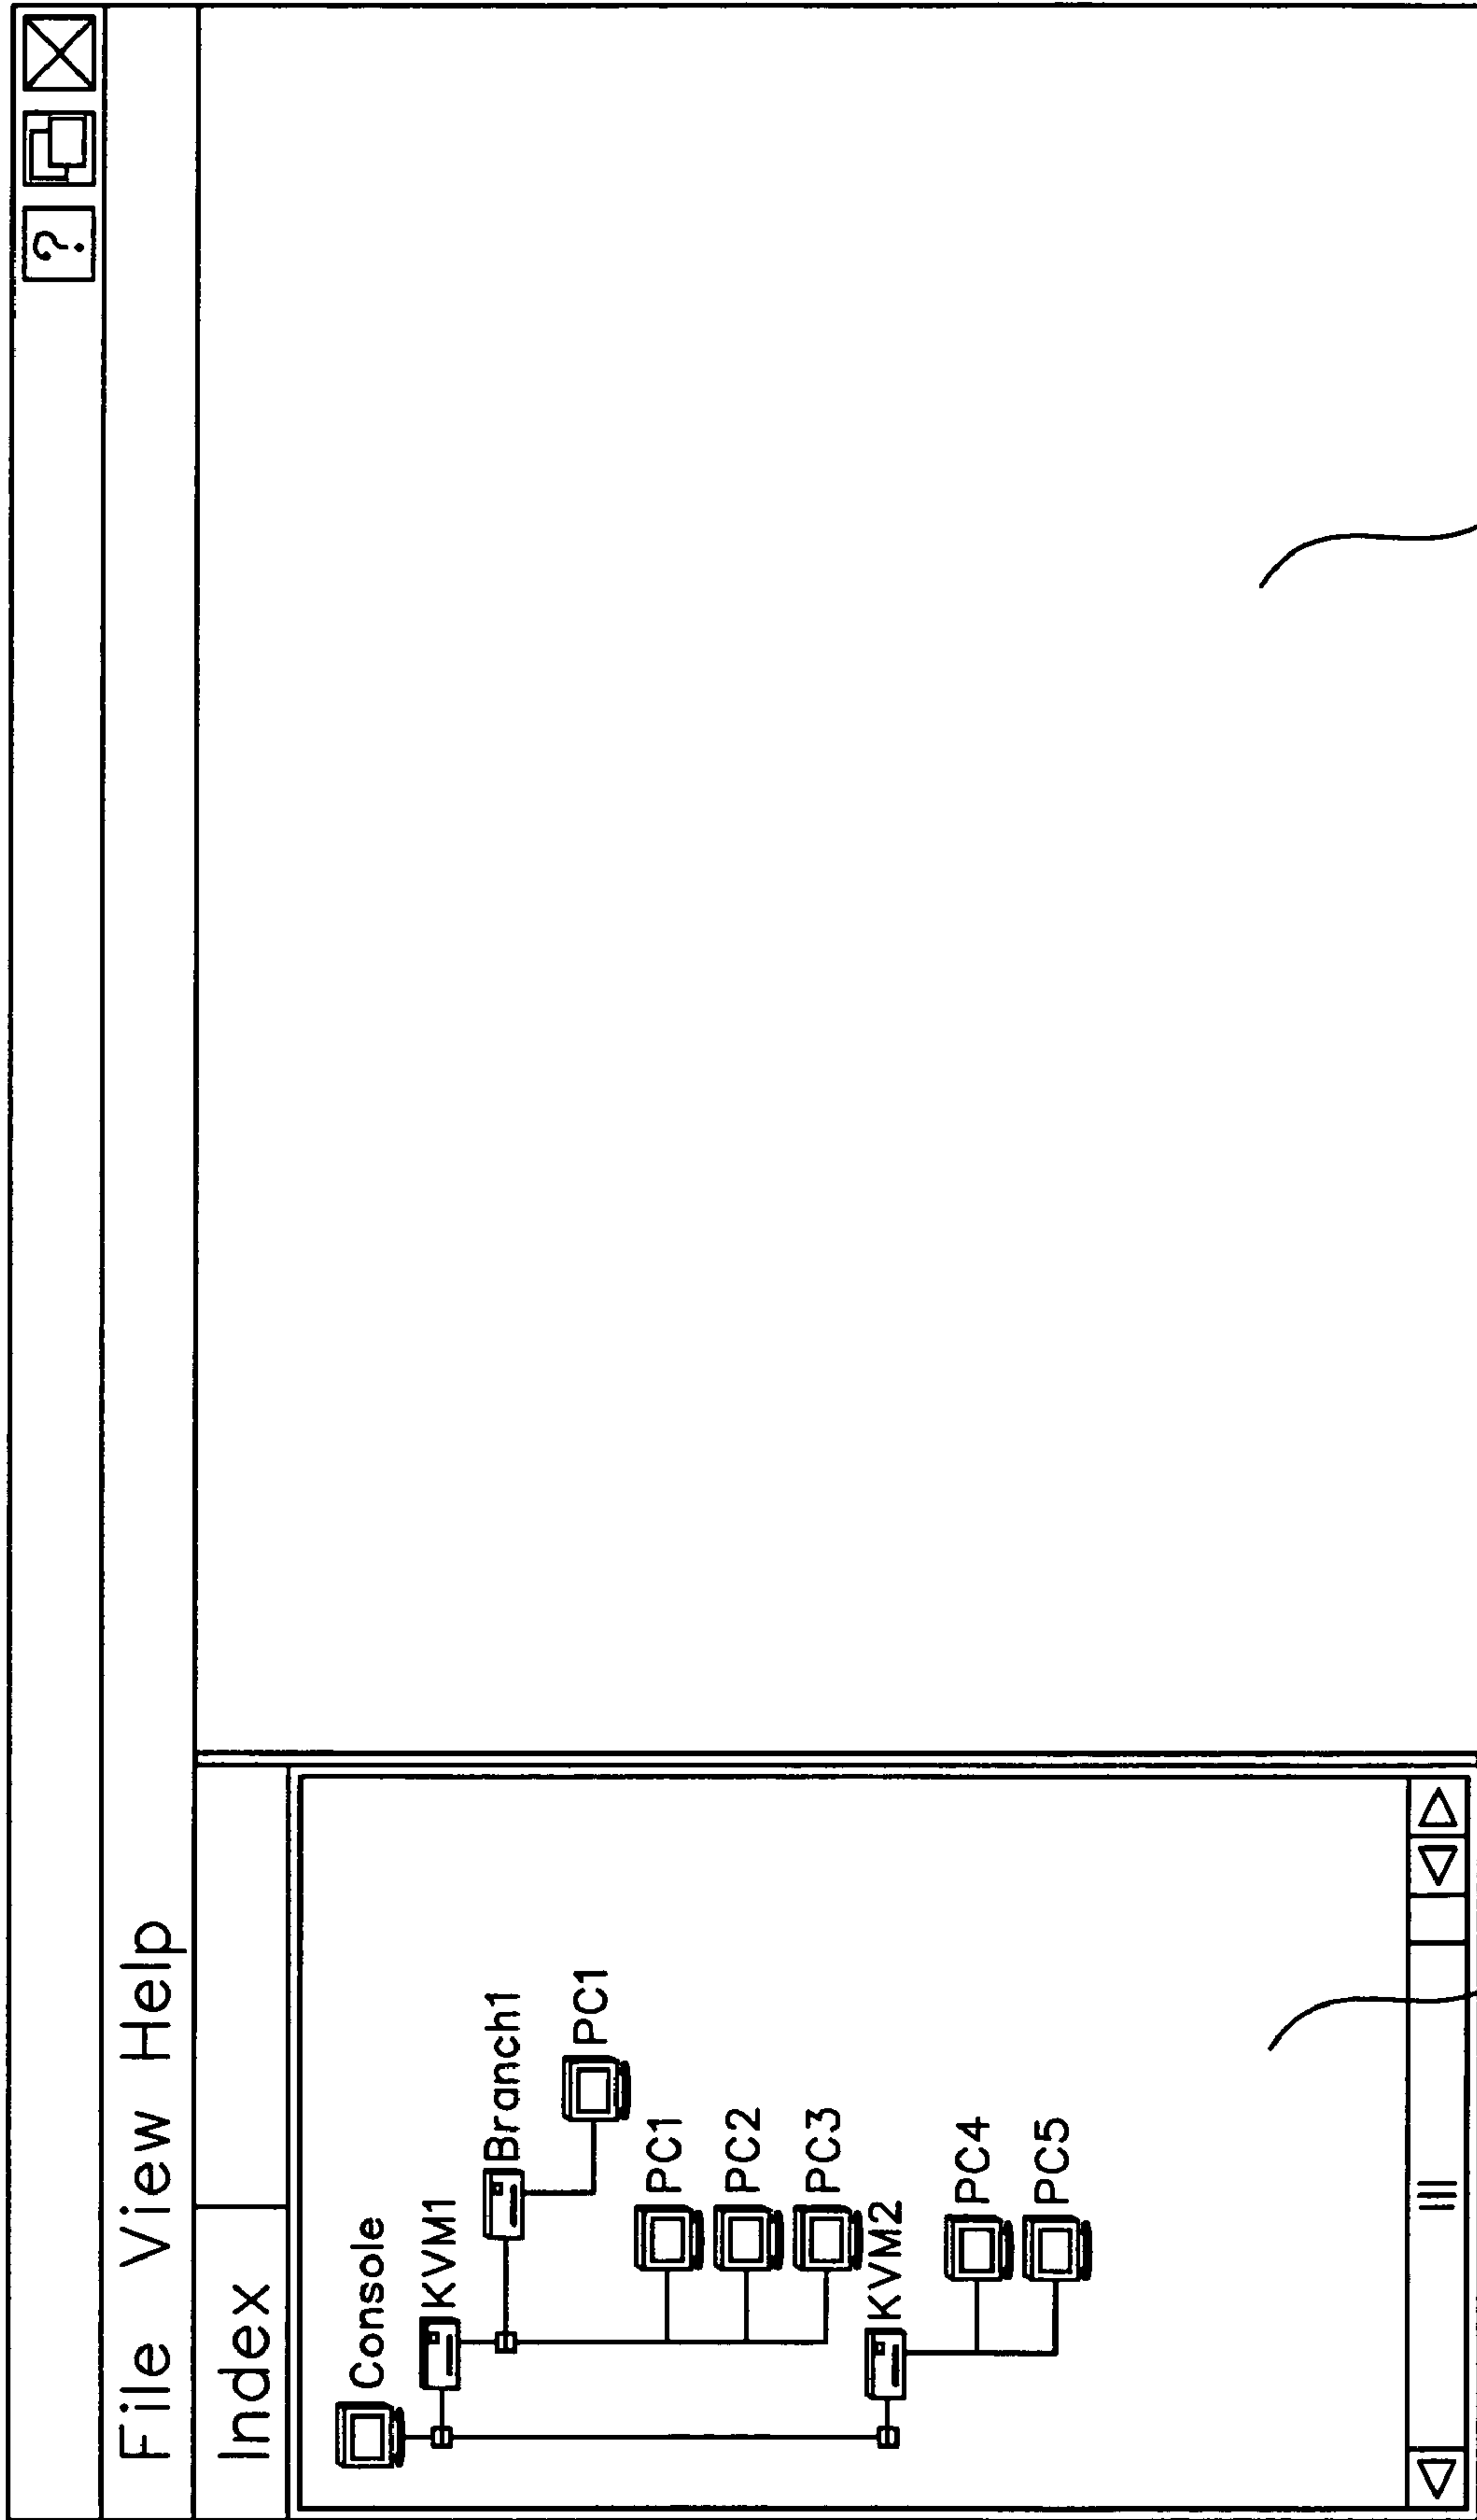 ?
File View Help
Index
Console
KVM1
Branch1
PC1
PC1
PC2
PC3
KVM2
PC4
PC5